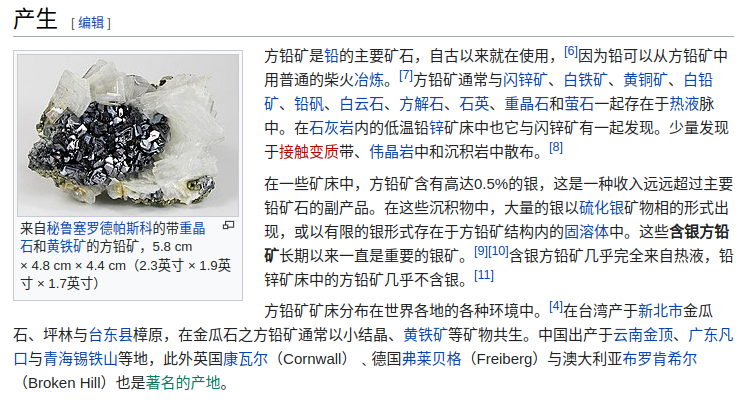 产生 [编辑]
方铅矿是铅的主要矿石，自古以来就在使用，[6]因为铅可以从方铅矿中
用普通的柴火冶炼。[7]方铅矿通常与闪锌矿、白铁矿、黄铜矿、白铅
矿、铅矾、白云石、方解石、石英、重晶石和萤石一起存在于热液脉
中。在石灰岩内的低温铅锌矿床中也它与闪锌矿有一起发现。少量发现
于接触变质带、伟晶岩中和沉积岩中散布。[8]
在一些矿床中，方铅矿含有高达0.5%的银，这是一种收入远远超过主要
铅矿石的副产品。在这些沉积物中，大量的银以硫化银矿物相的形式出
现，或以有限的银形式存在于方铅矿结构内的固溶体中。这些含银方铅
矿长期以来一直是重要的银矿。[9][10]含银方铅矿几乎完全来自热液，铅
锌矿床中的方铅矿几乎不含银。[11]
来自秘鲁塞罗德帕斯科的带重晶
石和黄铁矿的方铅矿，5.8 cm
× 4.8 cm × 4.4 cm（2.3英寸 × 1.9英
寸 × 1.7英寸）
方铅矿矿床分布在世界各地的各种环境中。[4]在台湾产于新北市金瓜
石、坪林与台东县樟原，在金瓜石之方铅矿通常以小结晶、黄铁矿等矿物共生。中国出产于云南金顶、广东凡
口与青海锡铁山等地，此外英国康瓦尔（Cornwall）﹑德国弗莱贝格（Freiberg）与澳大利亚布罗肯希尔
（Broken Hill）也是著名的产地。